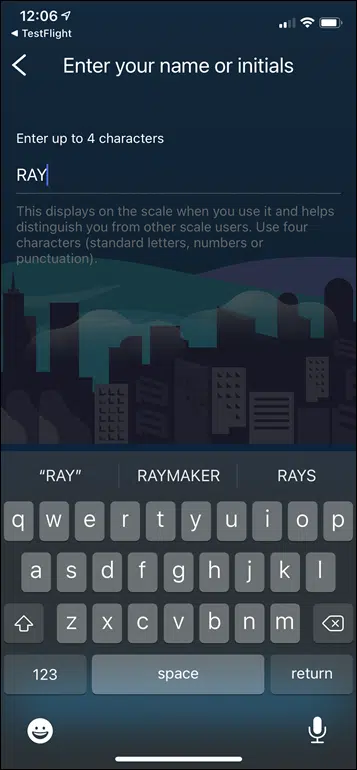 12:06
◀ TestFlight
Enter your name or initials
Enter up to 4 characters
RAY
This displays on the scale when you use it and helps
distinguish you from other scale users. Use four
characters (standard letters, numbers or
punctuation).
“RAY” RAYMAKER RAYS
q w e r t y u i o p
a s d f g h j k l
z x c v b n m
123 space return